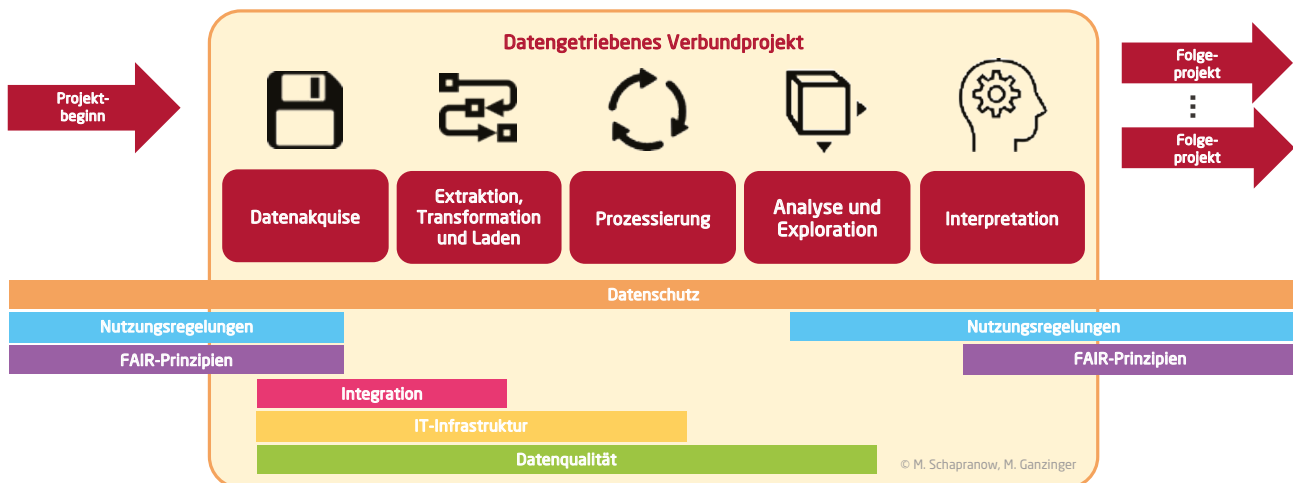 Datengetriebenes Verbundprojekt
Projekt-
beginn
Folge-
projekt
Folge-
projekt
Datenakquise
Extraktion,
Transformation
und Laden
Prozessierung
Analyse und
Exploration
Interpretation
Datenschutz
Nutzungsregelungen
Nutzungsregelungen
FAIR-Prinzipien
FAIR-Prinzipien
Integration
IT-Infrastruktur
Datenqualität
© M. Schapranow, M. Ganzinger